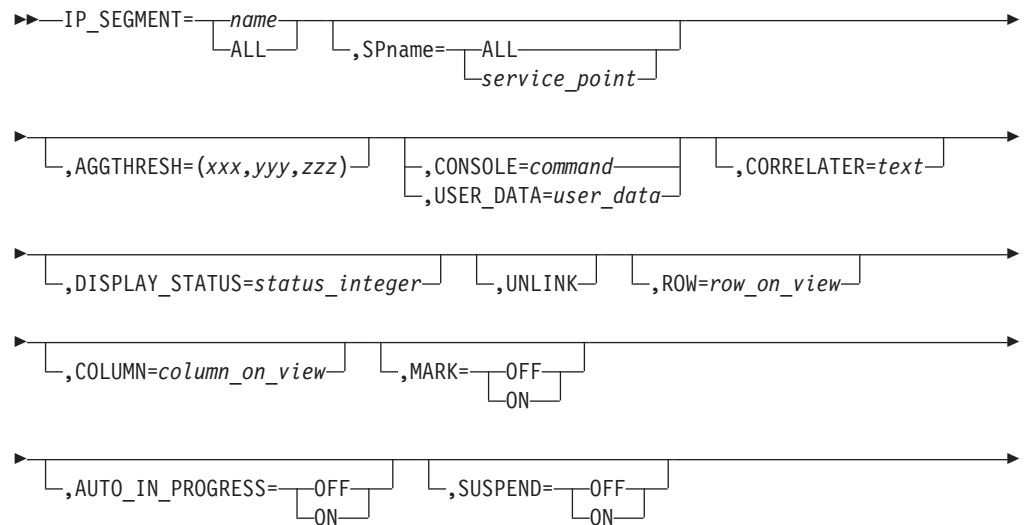 IP_SEGMENT= name
ALL
,SPname= ALL
service_point
,AGGTHRESH=(xxx,yyy,zzz)
,CONSOLE=command
,USER_DATA=user_data
,CORRELATER=text
,DISPLAY_STATUS=status_integer
,UNLINK
,ROW=row_on_view
,COLUMN=column_on_view
,MARK= OFF
ON
,AUTO_IN_PROGRESS= OFF
ON
,SUSPEND= OFF
ON